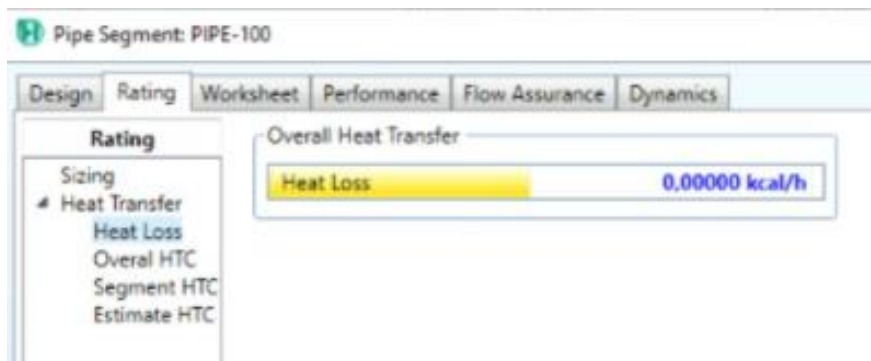 Pipe Segment: PIPE-100
Design Rating Worksheet Performance Flow Assurance Dynamics
Rating
Sizing
Heat Transfer
Heat Loss
Overal HTC
Segment HTC
Estimate HTC
Overall Heat Transfer
Heat Loss 0,00000 kcal/h